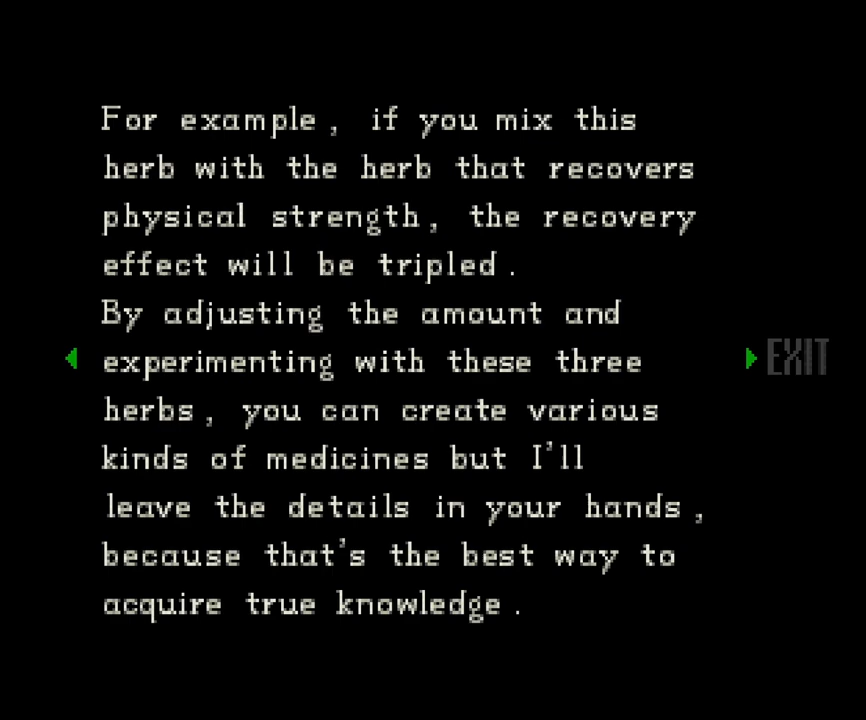 For example, if you mix this
herb with the herb that recovers
physical strength, the recovery
effect will be tripled.
By adjusting the amount and
experimenting with these three
herbs, you can create various
kinds of medicines but I'll
leave the details in your hands,
because that's the best way to
acquire true knowledge.
EXIT